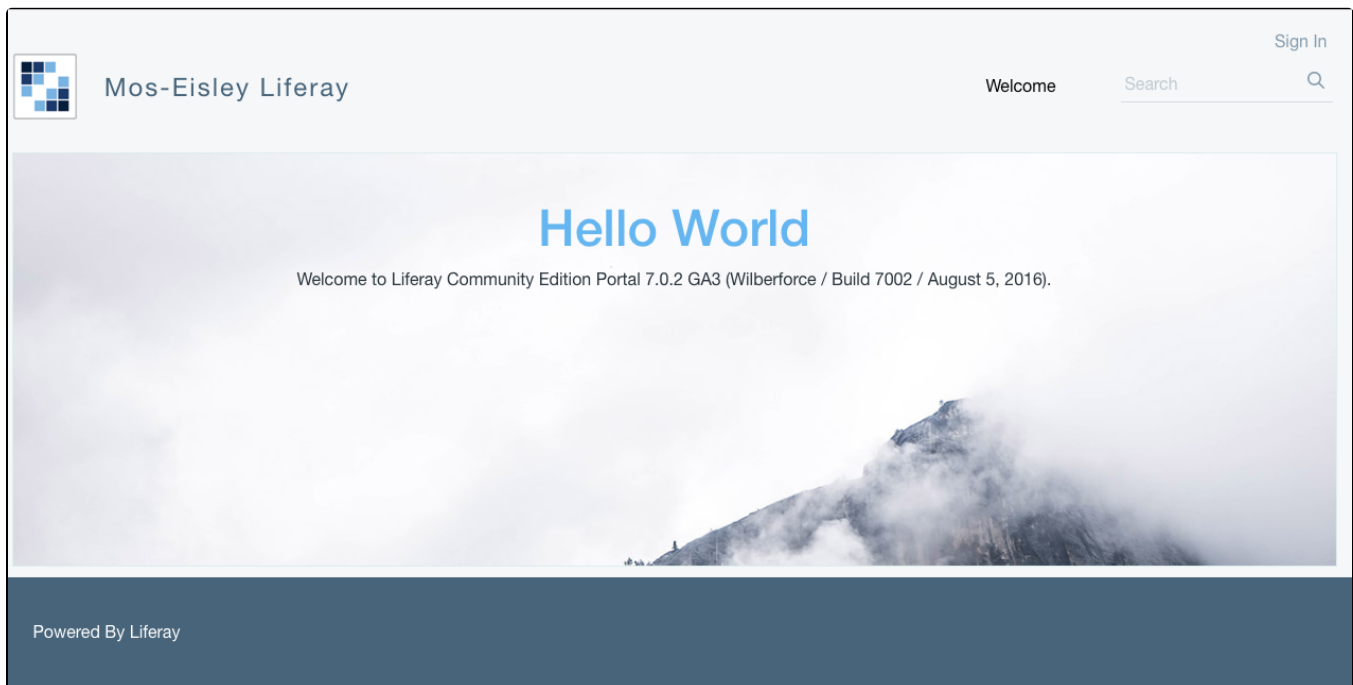 Sign In
Mos-Eisley Liferay
Welcome
Search
Hello World
Welcome to Liferay Community Edition Portal 7.0.2 GA3 (Wilberforce / Build 7002 / August 5, 2016).
Powered By Liferay